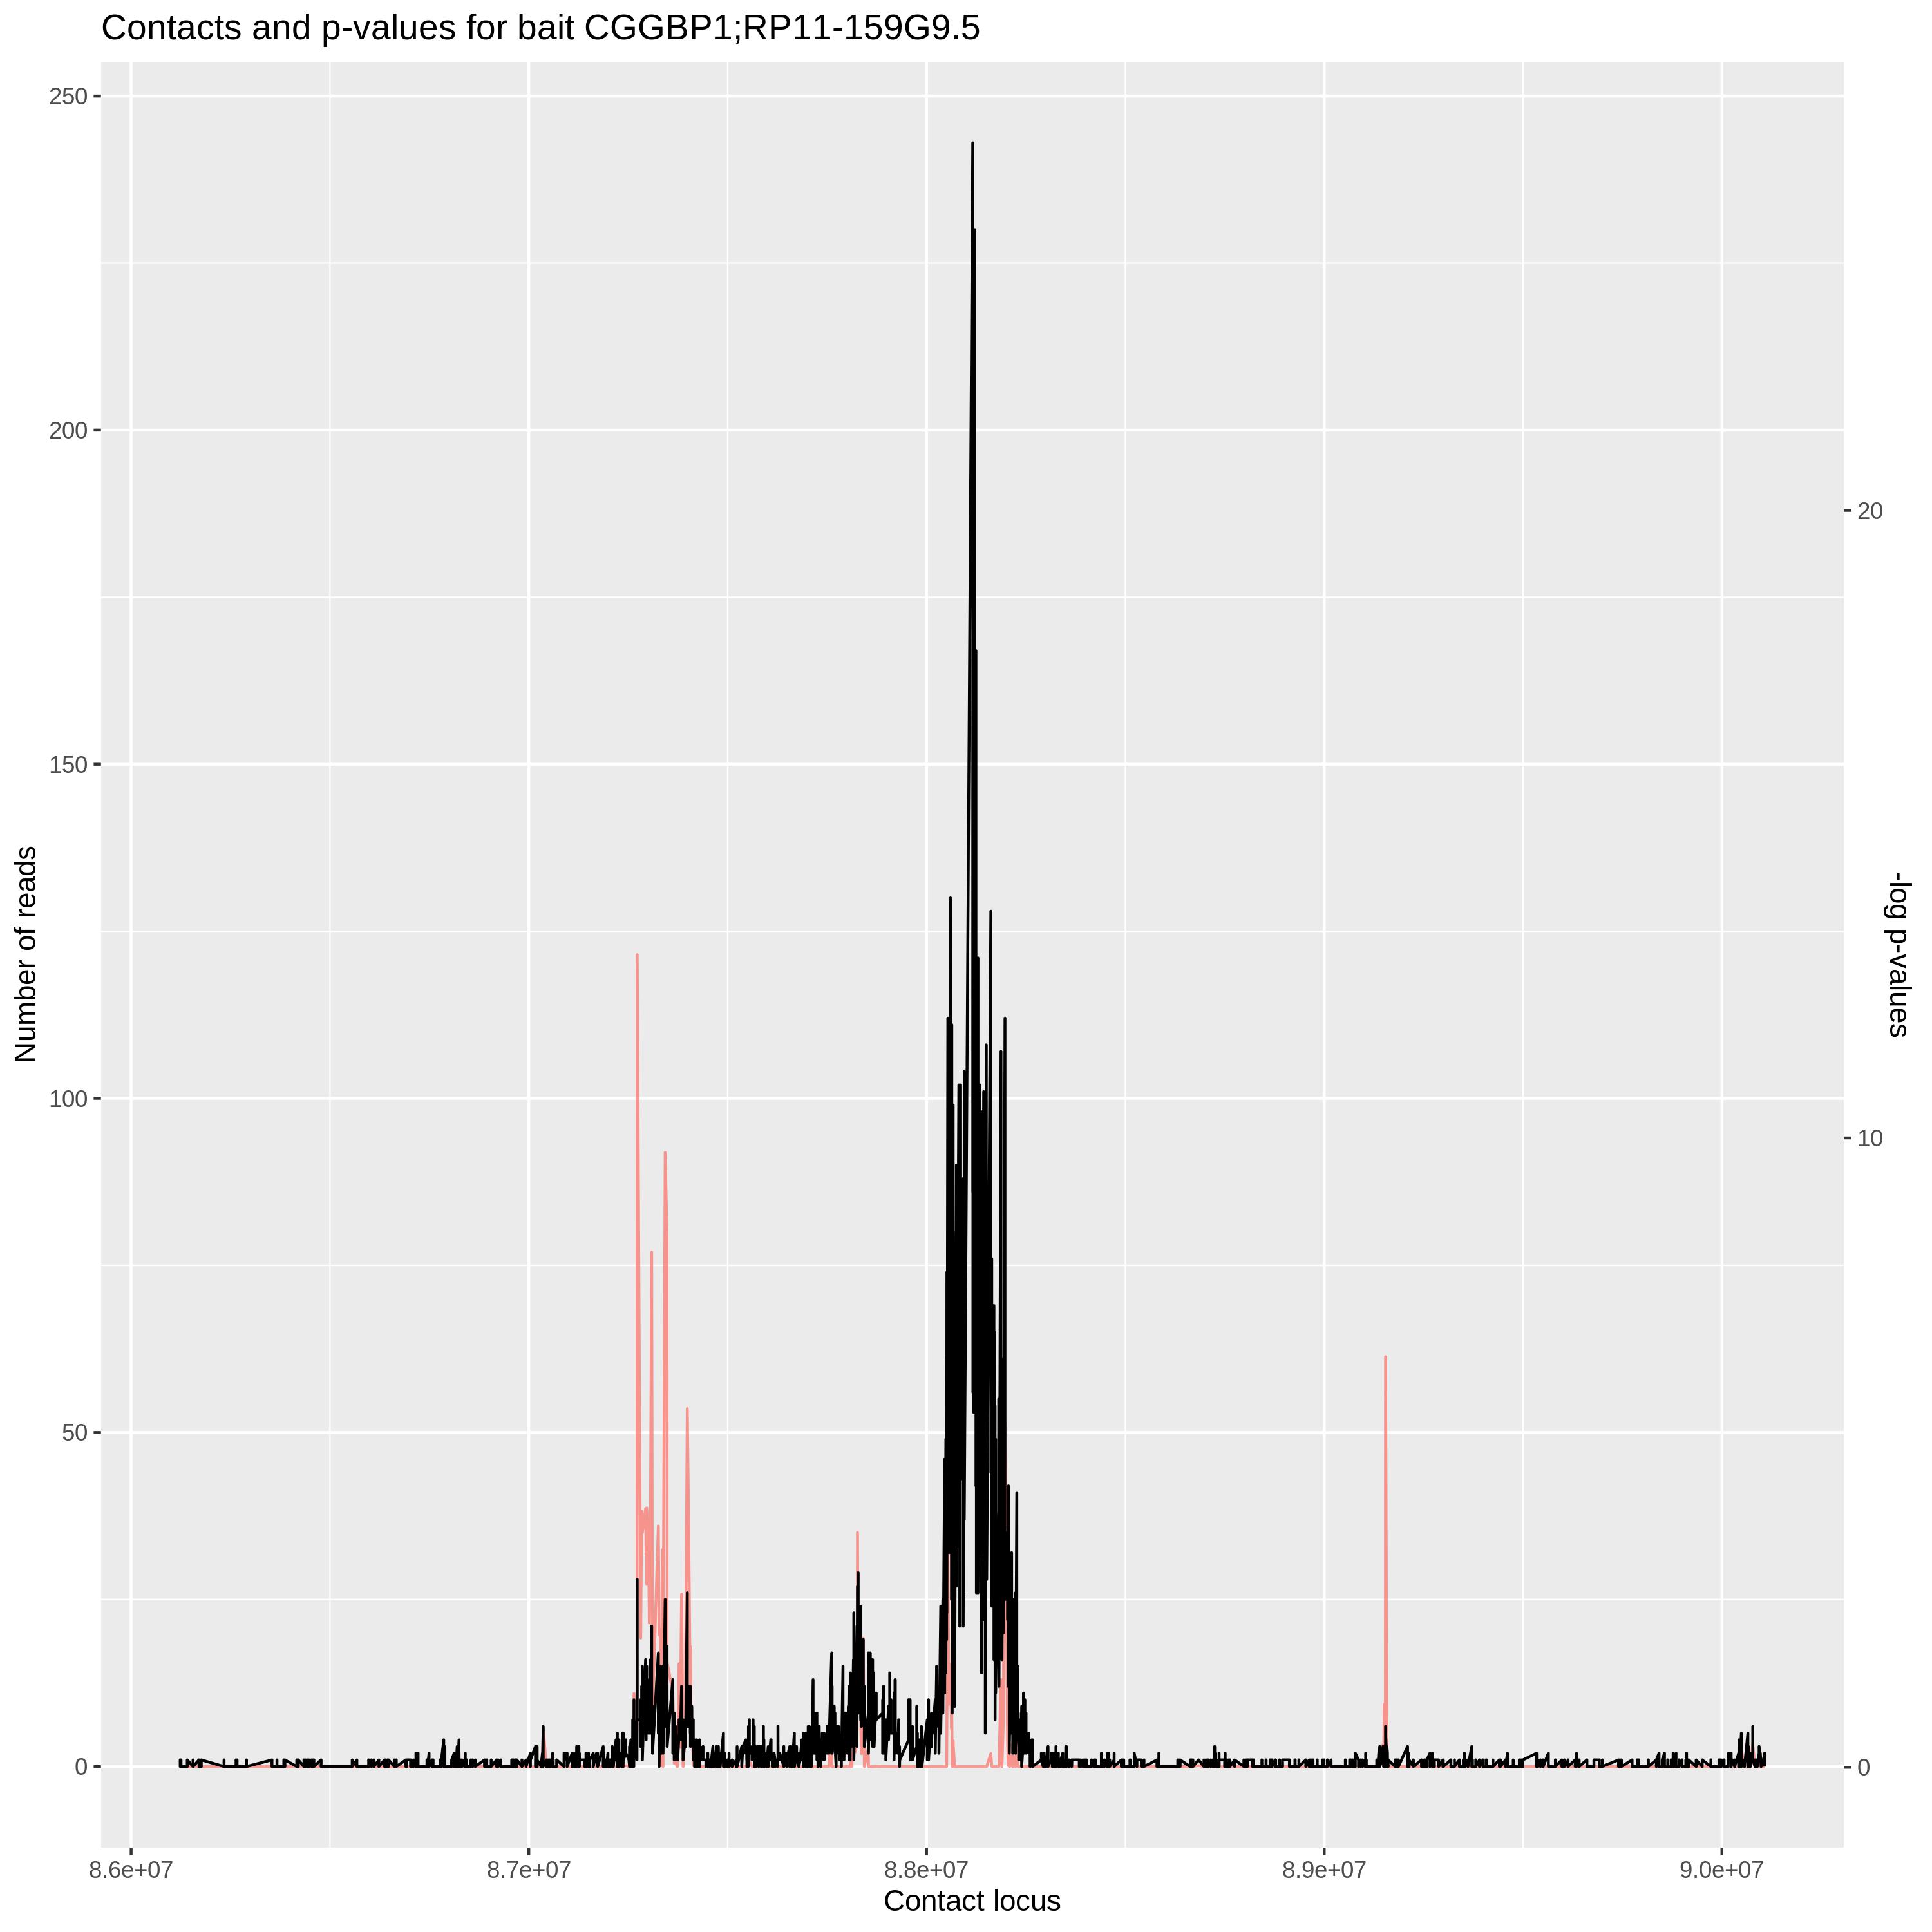 Contacts and p-values for bait CGGBP1;RP11-159G9.5
250
200
150
100
50
0
Number of reads
20
10
0
-log p-values
8.6e+07
8.7e+07
8.8e+07
8.9e+07
9.0e+07
Contact locus